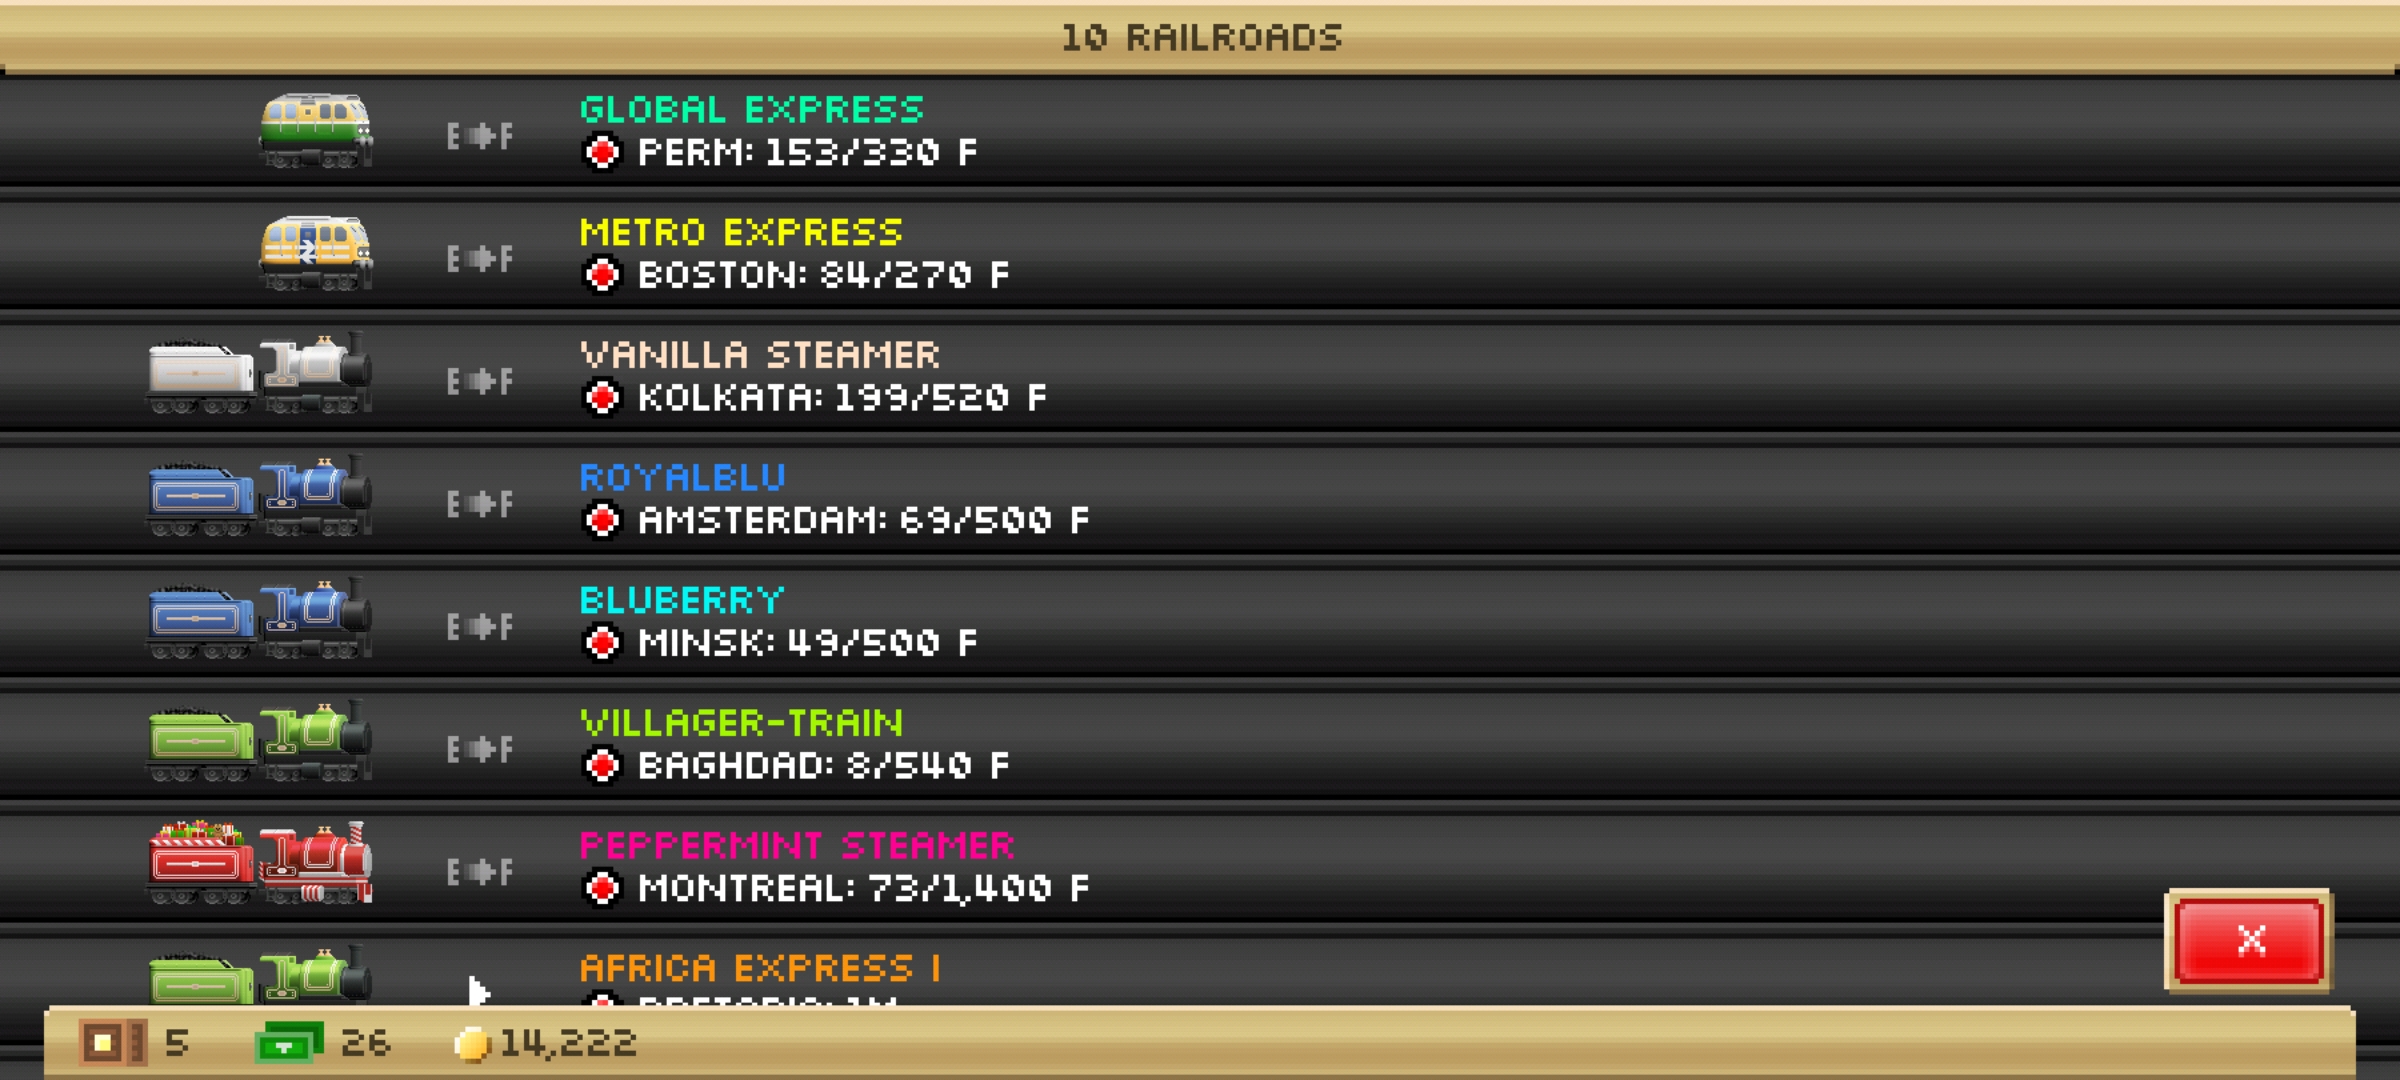 10 RAILROADS
E F
GLOBAL EXPRESS
PERM: 153/330 F
E F
METRO EXPRESS
BOSTON: 84/270 F
E F
VANILLA STEAMER
KOLKATA: 199/520 F
E F
ROYALBLU
AMSTERDAM: 69/500 F
E F
BLUBERRY
MINSK: 49/500 F
E F
VILLAGER-TRAIN
BAGHDAD: 8/540 F
E F
PEPPERMINT STEAMER
MONTREAL: 73/1,400 F
AFRICA EXPRESS I
X
5 26 14,222